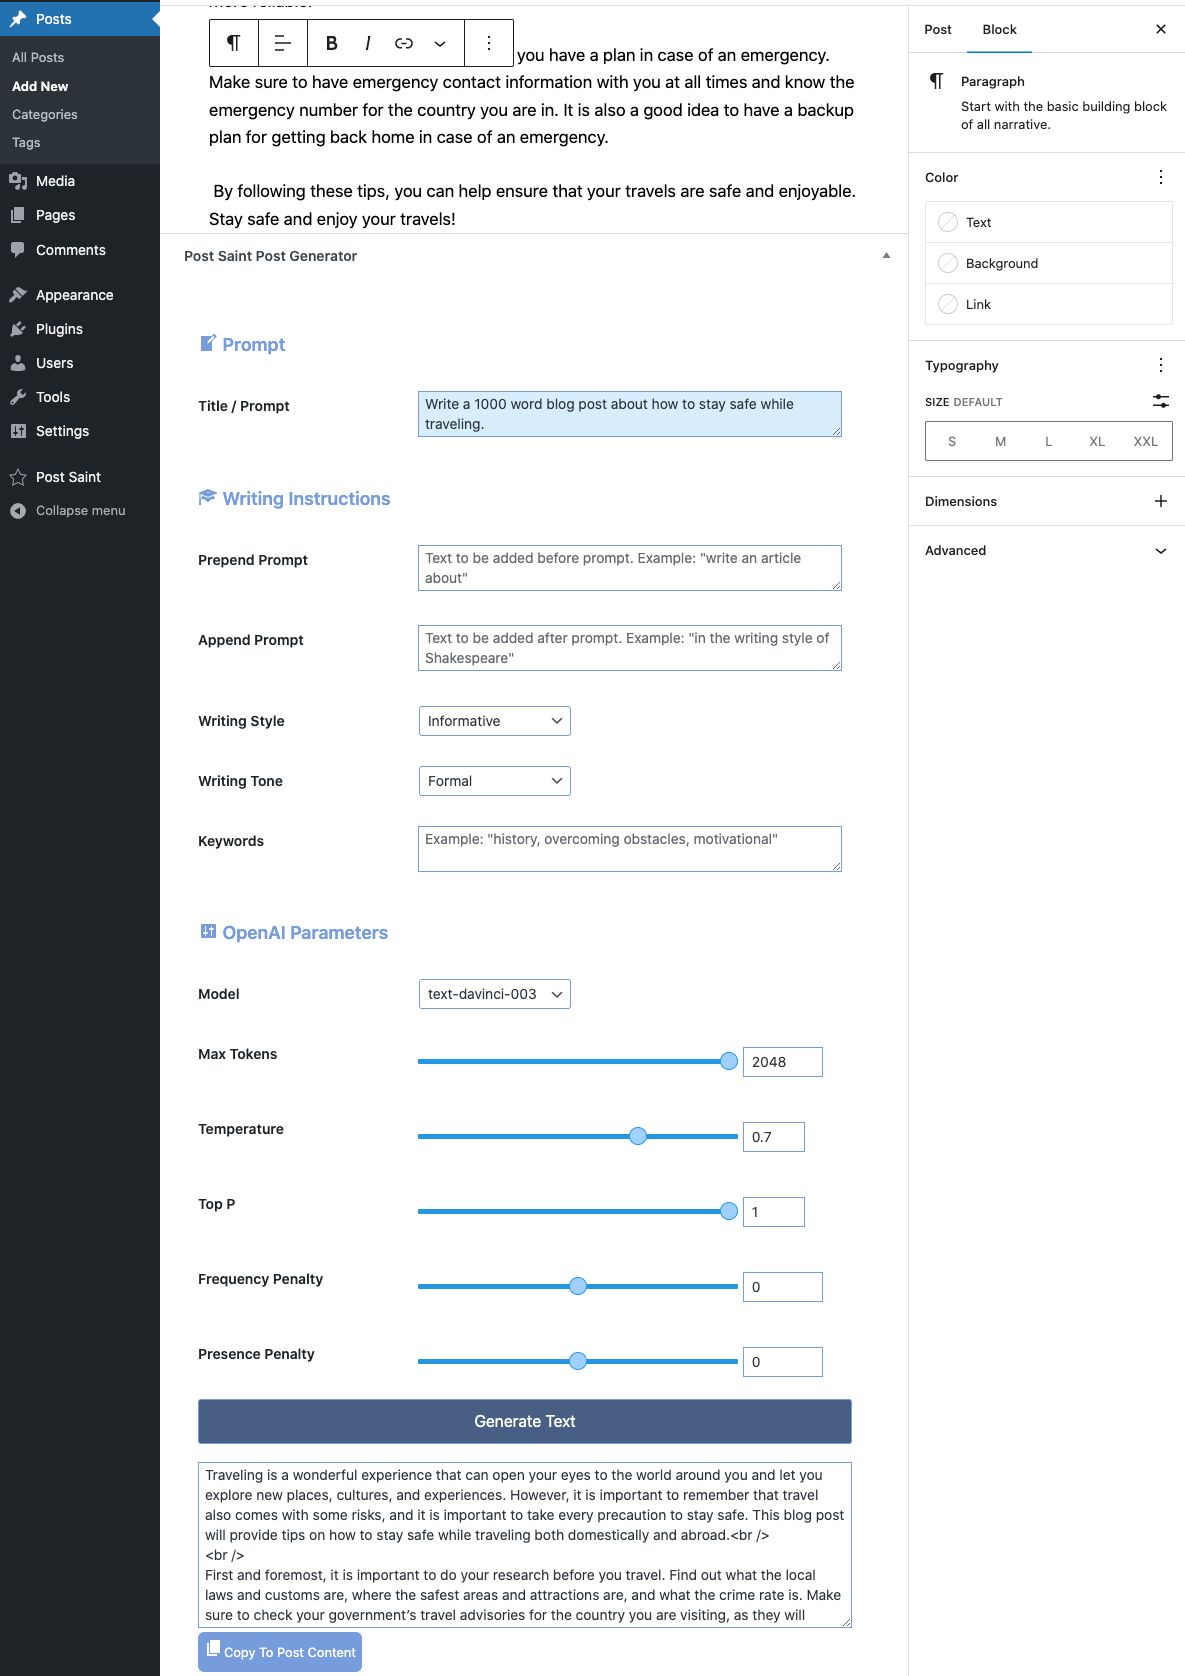 Posts
All Posts
Add New
Categories
Tags
Media
Pages
Comments
Appearance
Plugins
Users
Tools
Settings
Post Saint
Collapse menu
B I
you have a plan in case of an emergency.
Make sure to have emergency contact information with you at all times and know the
emergency number for the country you are in. It is also a good idea to have a backup
plan for getting back home in case of an emergency.
By following these tips, you can help ensure that your travels are safe and enjoyable.
Stay safe and enjoy your travels!
Post Saint Post Generator
Prompt
Title / Prompt
Write a 1000 word blog post about how to stay safe while
traveling.
Writing Instructions
Prepend Prompt
Text to be added before prompt. Example: "write an article
about"
Append Prompt
Text to be added after prompt. Example: "in the writing style of
Shakespeare"
Writing Style
Informative
Writing Tone
Formal
Keywords
Example: "history, overcoming obstacles, motivational"
OpenAI Parameters
Model
text-davinci-003
Max Tokens
2048
Temperature
0.7
Top P
1
Frequency Penalty
0
Presence Penalty
0
Generate Text
Traveling is a wonderful experience that can open your eyes to the world around you and let you
explore new places, cultures, and experiences. However, it is important to remember that travel
also comes with some risks, and it is important to take every precaution to stay safe. This blog post
will provide tips on how to stay safe while traveling both domestically and abroad.<br />
<br />
First and foremost, it is important to do your research before you travel. Find out what the local
laws and customs are, where the safest areas and attractions are, and what the crime rate is. Make
sure to check your government’s travel advisories for the country you are visiting, as they will
Copy To Post Content
Post
Block
Paragraph
Start with the basic building block
of all narrative.
Color
Text
Background
Link
Typography
SIZE DEFAULT
S M L XL XXL
Dimensions
Advanced